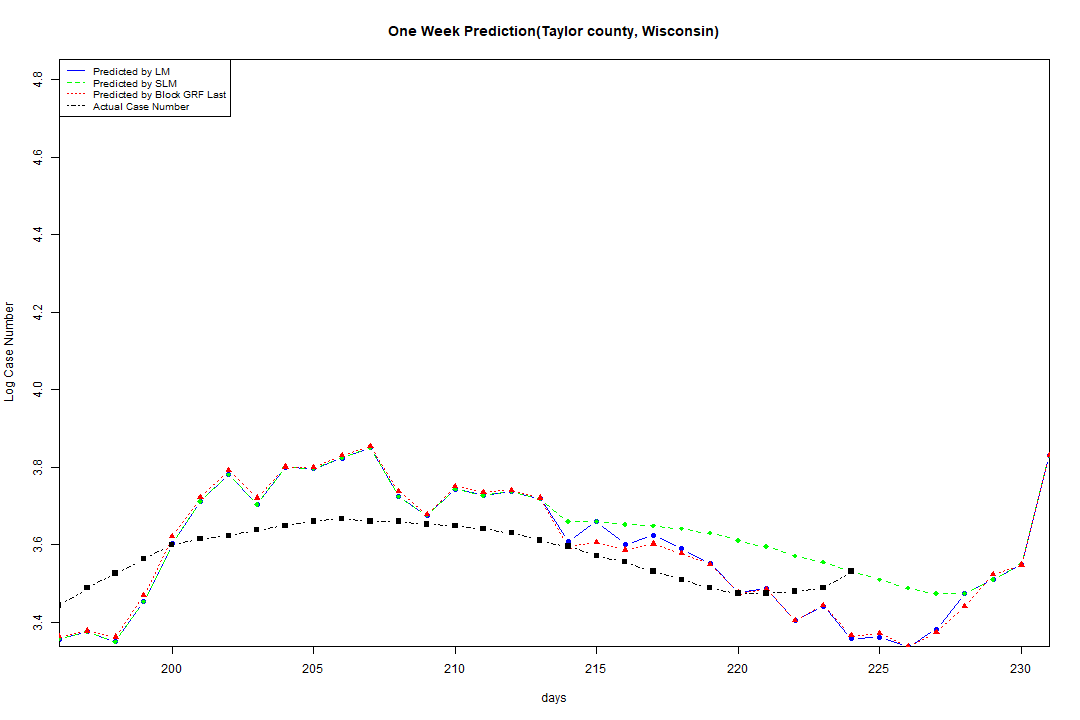 One Week Prediction(Taylor county, Wisconsin)
Predicted by LM
Predicted by SLM
Predicted by Block GRF Last
Actual Case Number
Log Case Number
4.8
4.6
4.4
4.2
4.0
3.8
3.6
3.4
200 205 210 215 220 225 230
days